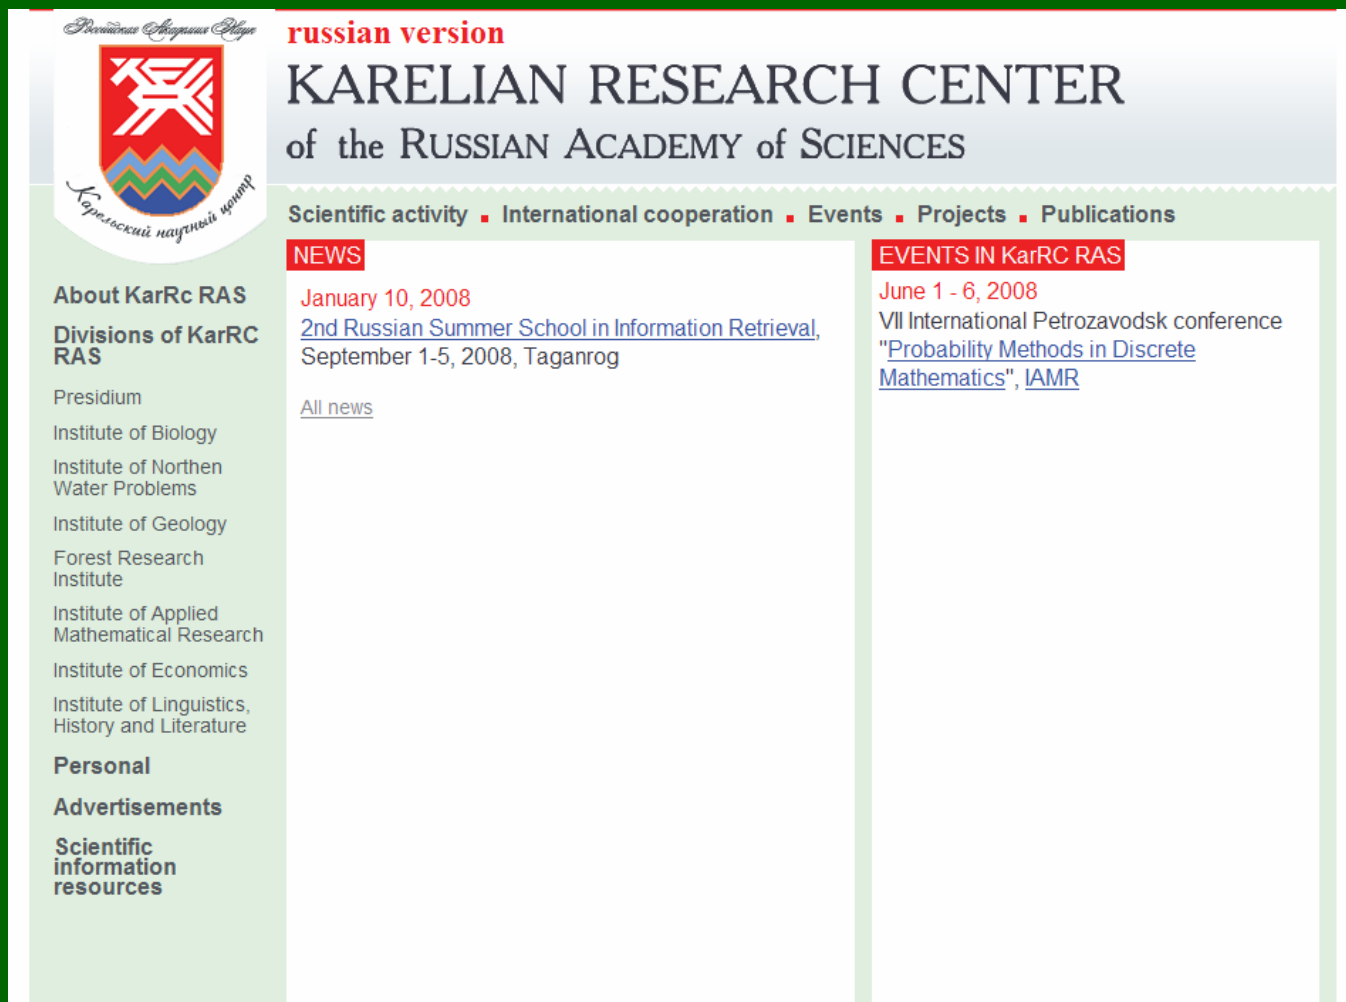 Российская Академия Наук
Карельский научный центр
russian version
KARELIAN RESEARCH CENTER
of the RUSSIAN ACADEMY of SCIENCES
Scientific activity ▪ International cooperation ▪ Events ▪ Projects ▪ Publications
About KarRc RAS
Divisions of KarRC
RAS
Presidium
Institute of Biology
Institute of Northen
Water Problems
Institute of Geology
Forest Research
Institute
Institute of Applied
Mathematical Research
Institute of Economics
Institute of Linguistics,
History and Literature
Personal
Advertisements
Scientific
information
resources
NEWS
January 10, 2008
2nd Russian Summer School in Information Retrieval,
September 1-5, 2008, Taganrog
All news
EVENTS IN KarRC RAS
June 1 - 6, 2008
VII International Petrozavodsk conference
"Probability Methods in Discrete
Mathematics", IAMR